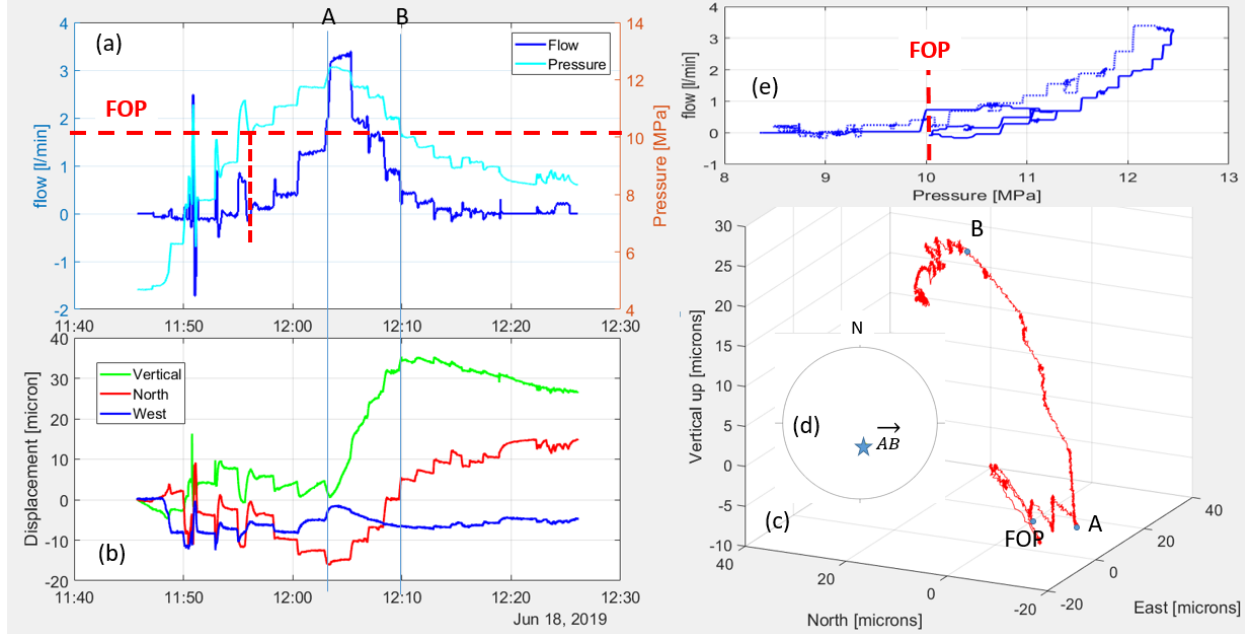 A
B
(a)
4
3
2
1
0
-1
-2
flow [l/min]
Flow
Pressure
FOP
14
12
10
8
6
4
Pressure [MPa]
11:40
11:50
12:00
12:10
12:20
12:30
40
30
20
10
0
-10
-20
Displacement [micron]
Vertical
North
West
(b)
11:40
11:50
12:00
12:10
12:20
12:30
Jun 18, 2019
4
3
2
1
0
-1
flow [l/min]
FOP
(e)
8
9
10
11
12
13
Pressure [MPa]
30
25
20
15
10
5
0
-5
-10
Vertical up [microns]
B
N
(d)
AB
(c)
FOP
A
40
20
0
-20
North [microns]
-20
0
20
40
East [microns]